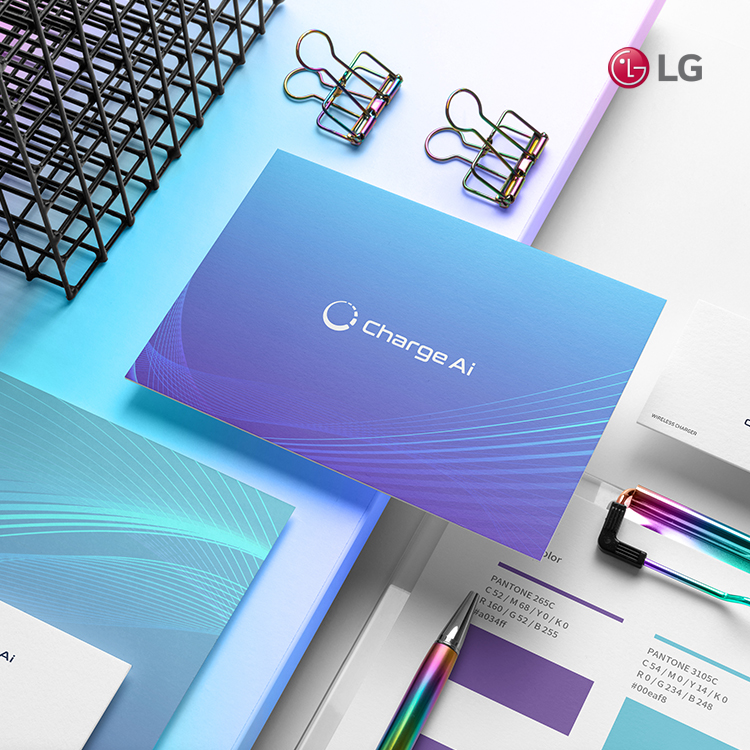 LG
Charge Ai
WIRELESS CHARGER
olor
PANTONE 265C
C 52 / M 68 / Y 0 / K 0
R 160 / G 52 / B 255
#a034ff
PANTONE 3105C
C 54 / M 0 / Y 14 / K 0
R 0 / G 234 / B 248
#00eaf8
Ai